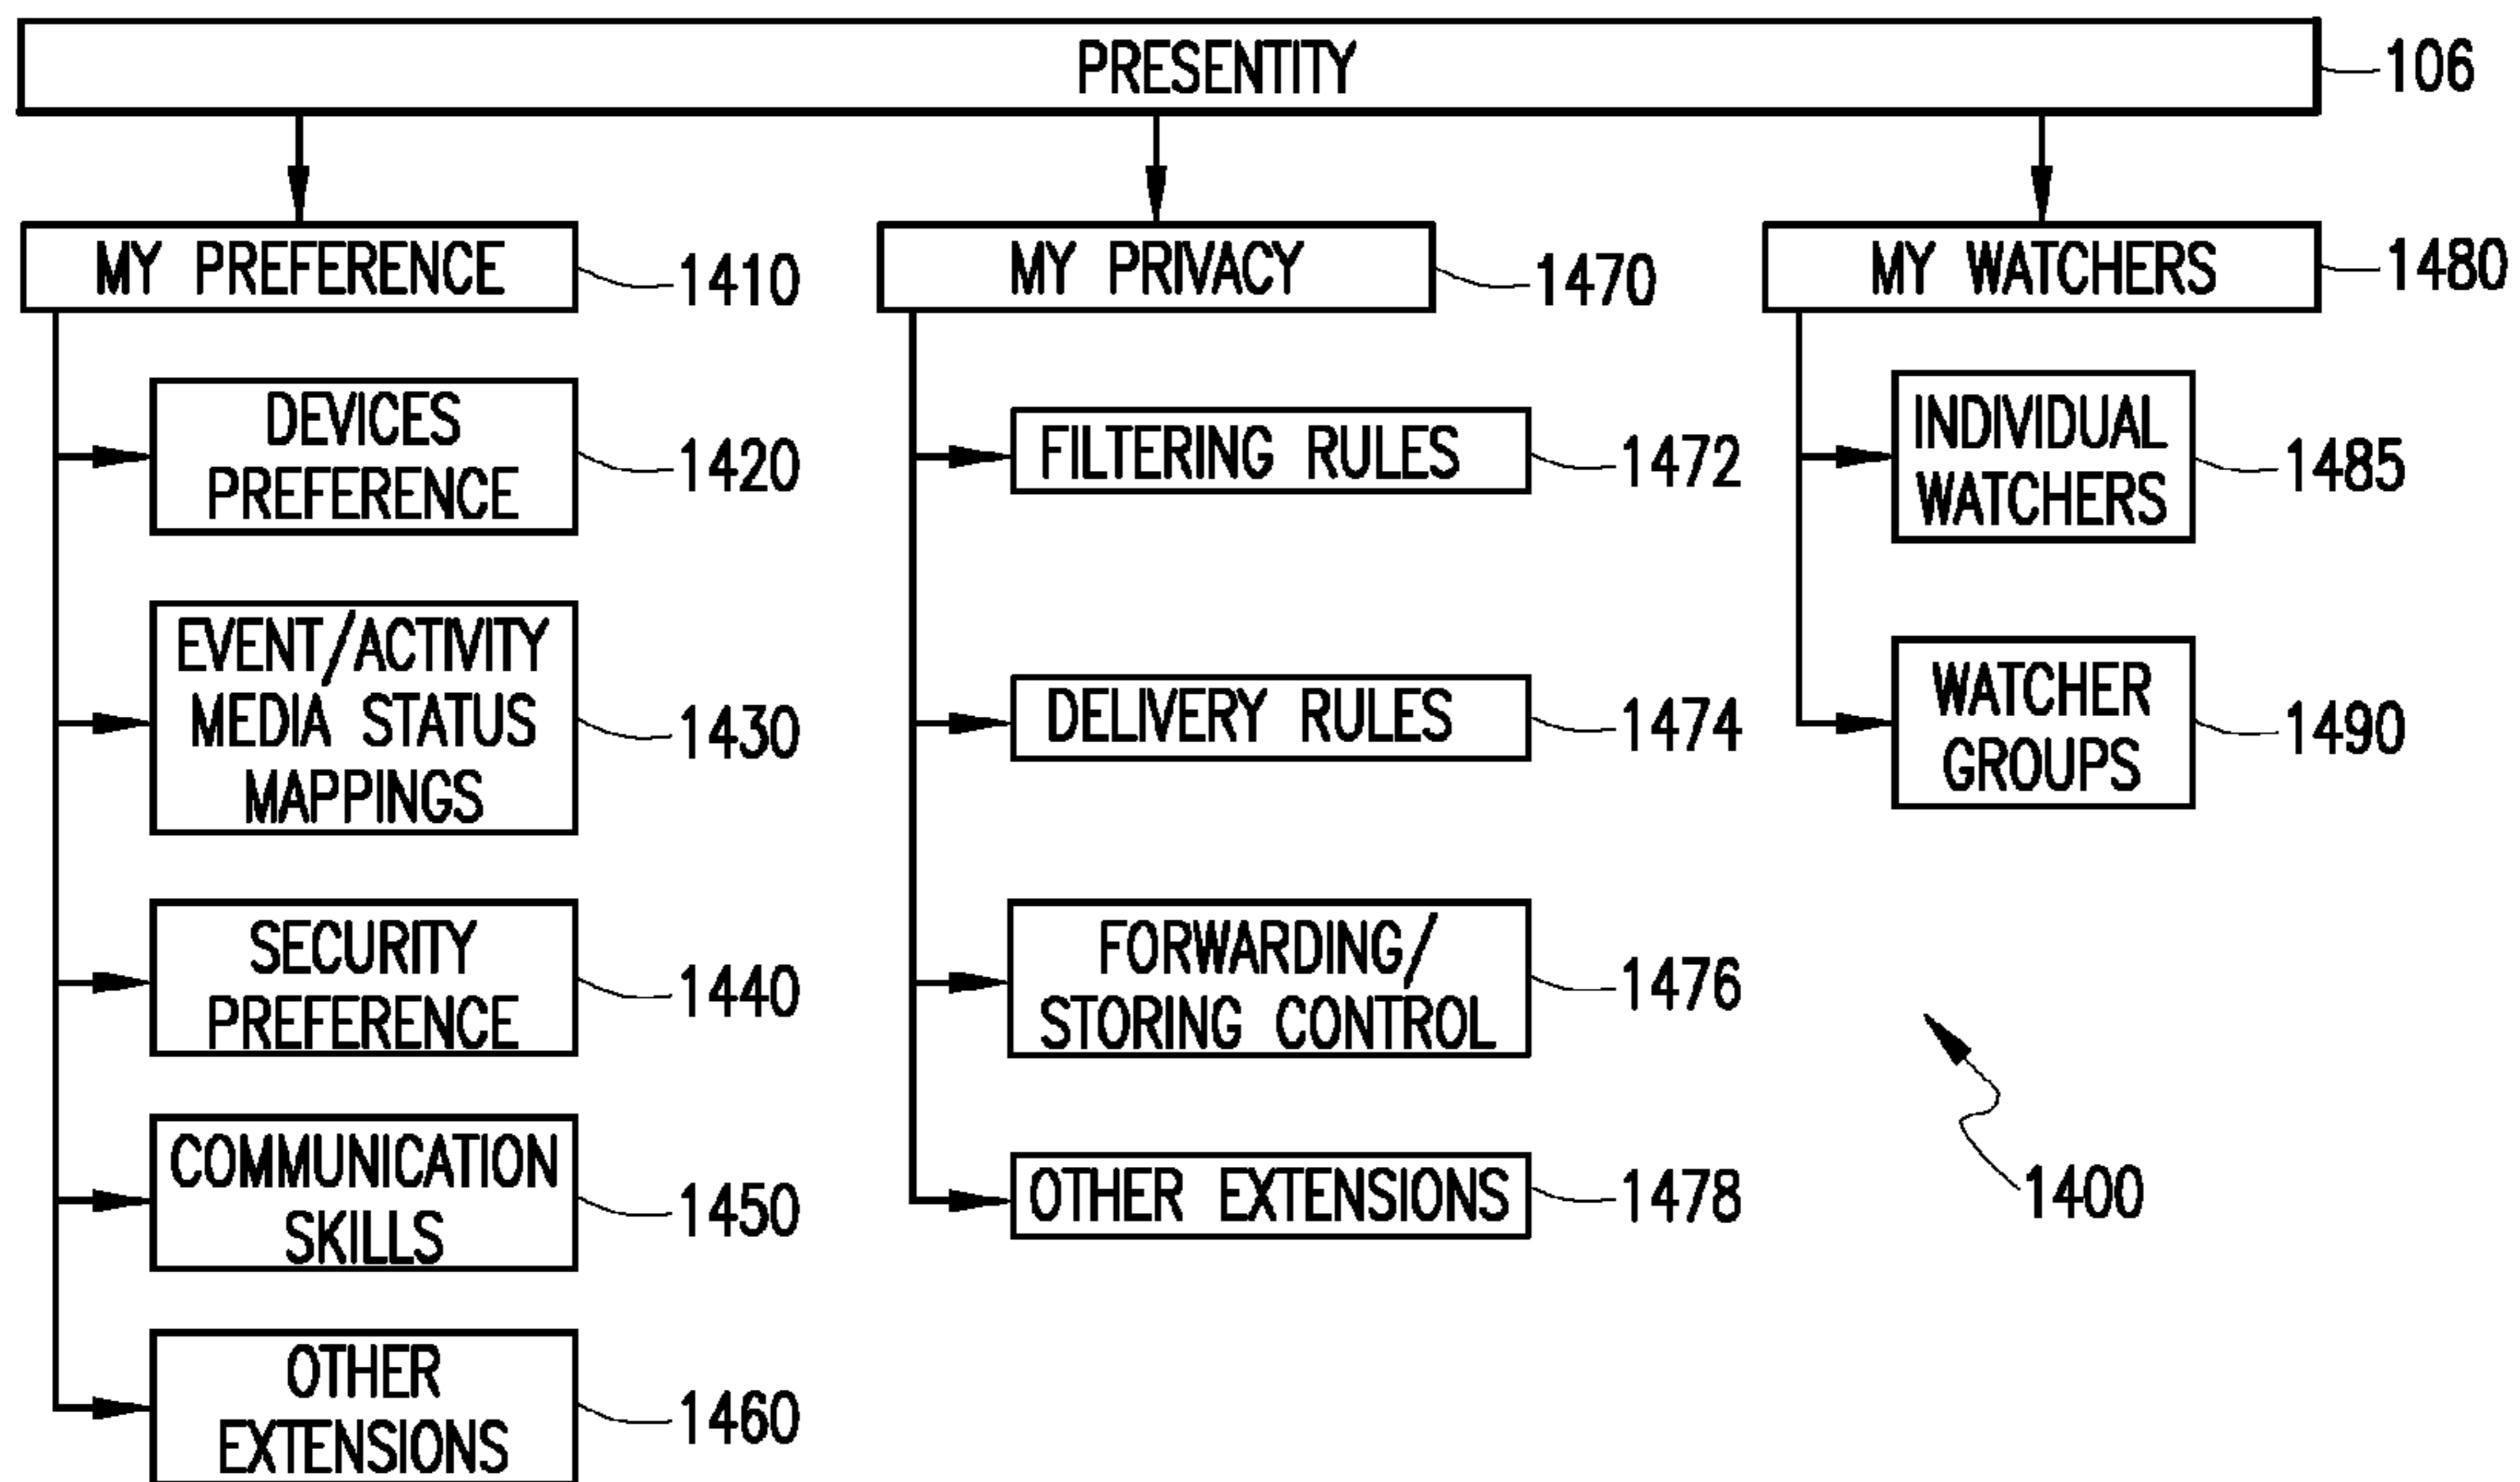 PRESENTITY
106
MY PREFERENCE
1410
DEVICES
PREFERENCE
1420
EVENT/ACTIVITY
MEDIA STATUS
MAPPINGS
1430
SECURITY
PREFERENCE
1440
COMMUNICATION
SKILLS
1450
OTHER
EXTENSIONS
1460
MY PRIVACY
1470
FILTERING RULES
1472
DELIVERY RULES
1474
FORWARDING/
STORING CONTROL
1476
OTHER EXTENSIONS
1478
MY WATCHERS
1480
INDIVIDUAL
WATCHERS
1485
WATCHER
GROUPS
1490
1400